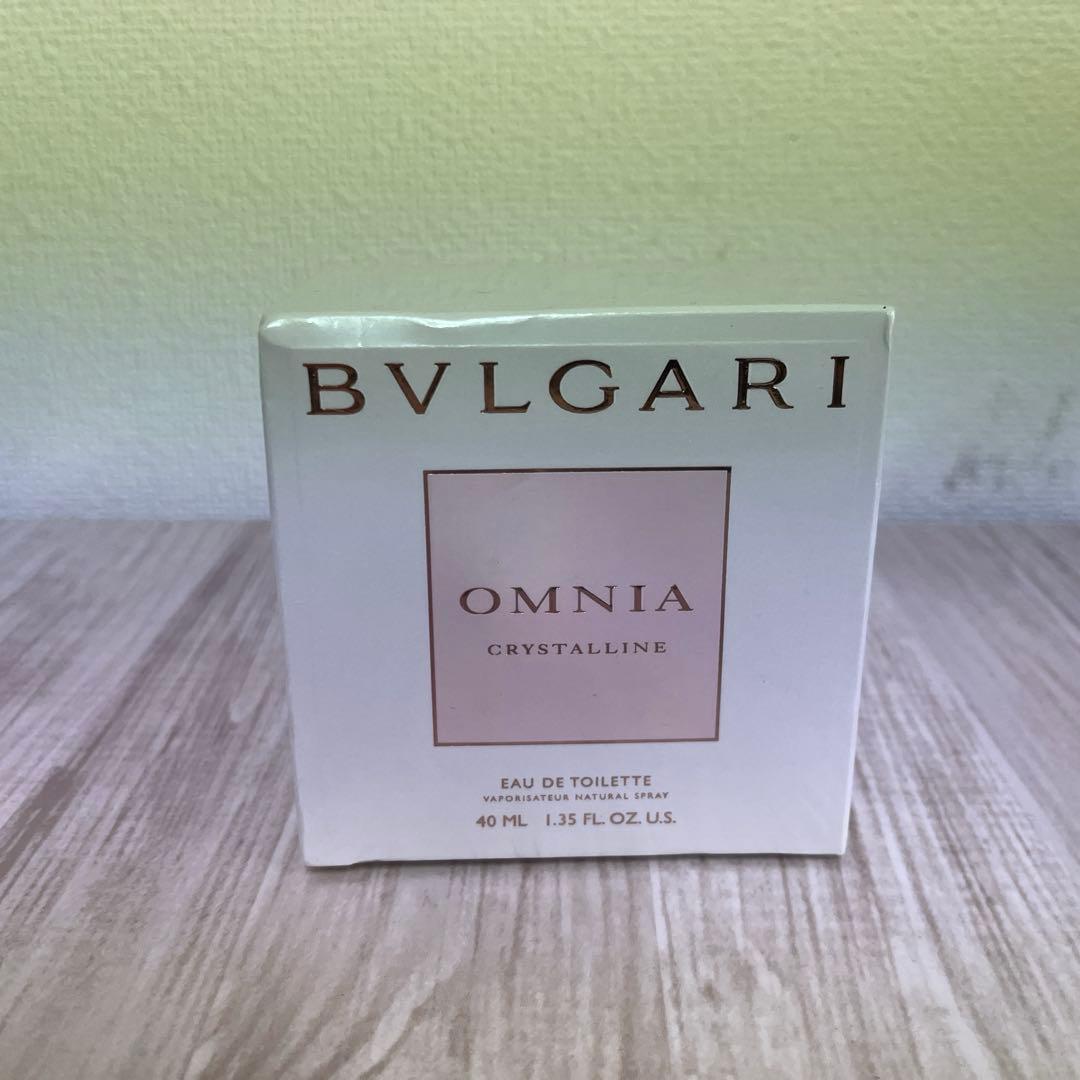 BVLGARI
OMNIA
CRYSTALLINE
EAU DE TOILETTE
VAPORISATEUR NATURAL SPRAY
40 ML 1.35 FL. OZ. U.S.